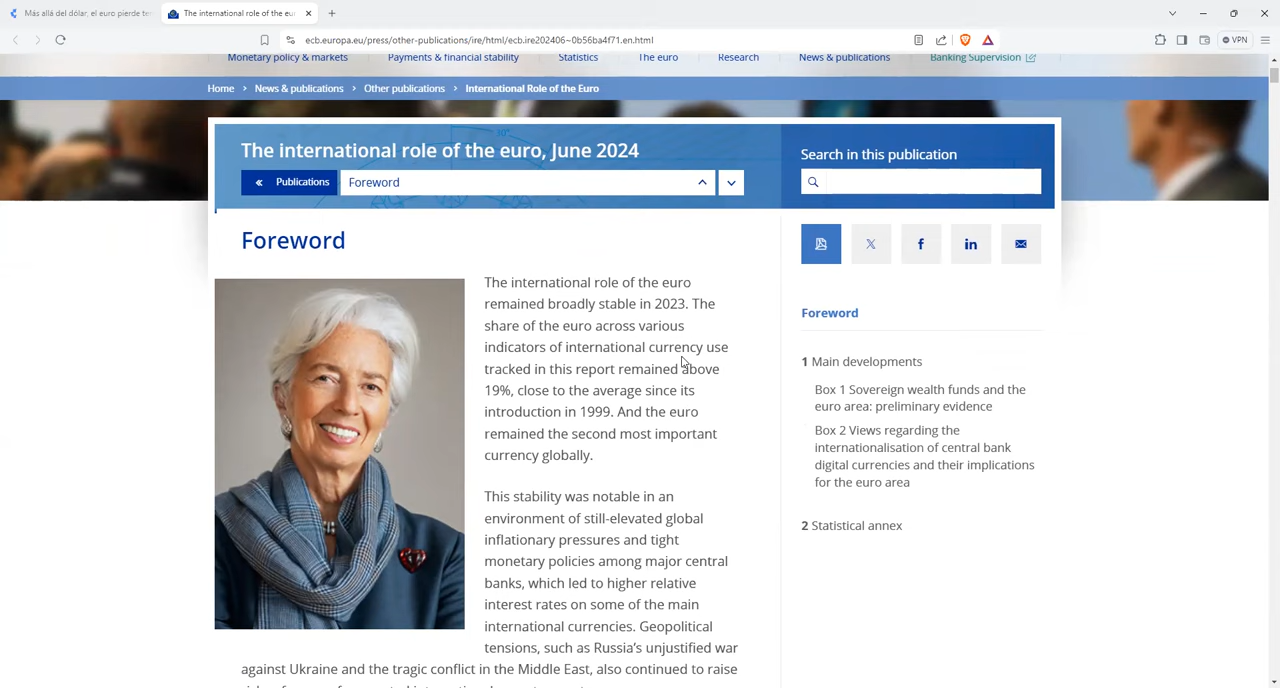 Más allá del dólar; el euro pierde
The international role of the eu
ecb.europa.eu/press/other-publications/ire/html/ecb.ire202406~0b56ba4f71.en.html
VPN
Monetary policy & markets
Payments & financial stability
Statistics
The euro
Research
News & publications
Banking Supervision
Home > News & publications > Other publications > International Role of the Euro
The international role of the euro, June 2024
« Publications
Foreword
Search in this publication
Foreword
The international role of the euro
remained broadly stable in 2023. The
share of the euro across various
indicators of international currency use
tracked in this report remained above
19%, close to the average since its
introduction in 1999. And the euro
remained the second most important
currency globally.
This stability was notable in an
environment of still-elevated global
inflationary pressures and tight
monetary policies among major central
banks, which led to higher relative
interest rates on some of the main
international currencies. Geopolitical
tensions, such as Russia's unjustified war
against Ukraine and the tragic conflict in the Middle East, also continued to raise
Foreword
1 Main developments
Box 1 Sovereign wealth funds and the
euro area: preliminary evidence
Box 2 Views regarding the
internationalisation of central bank
digital currencies and their implications
for the euro area
2 Statistical annex